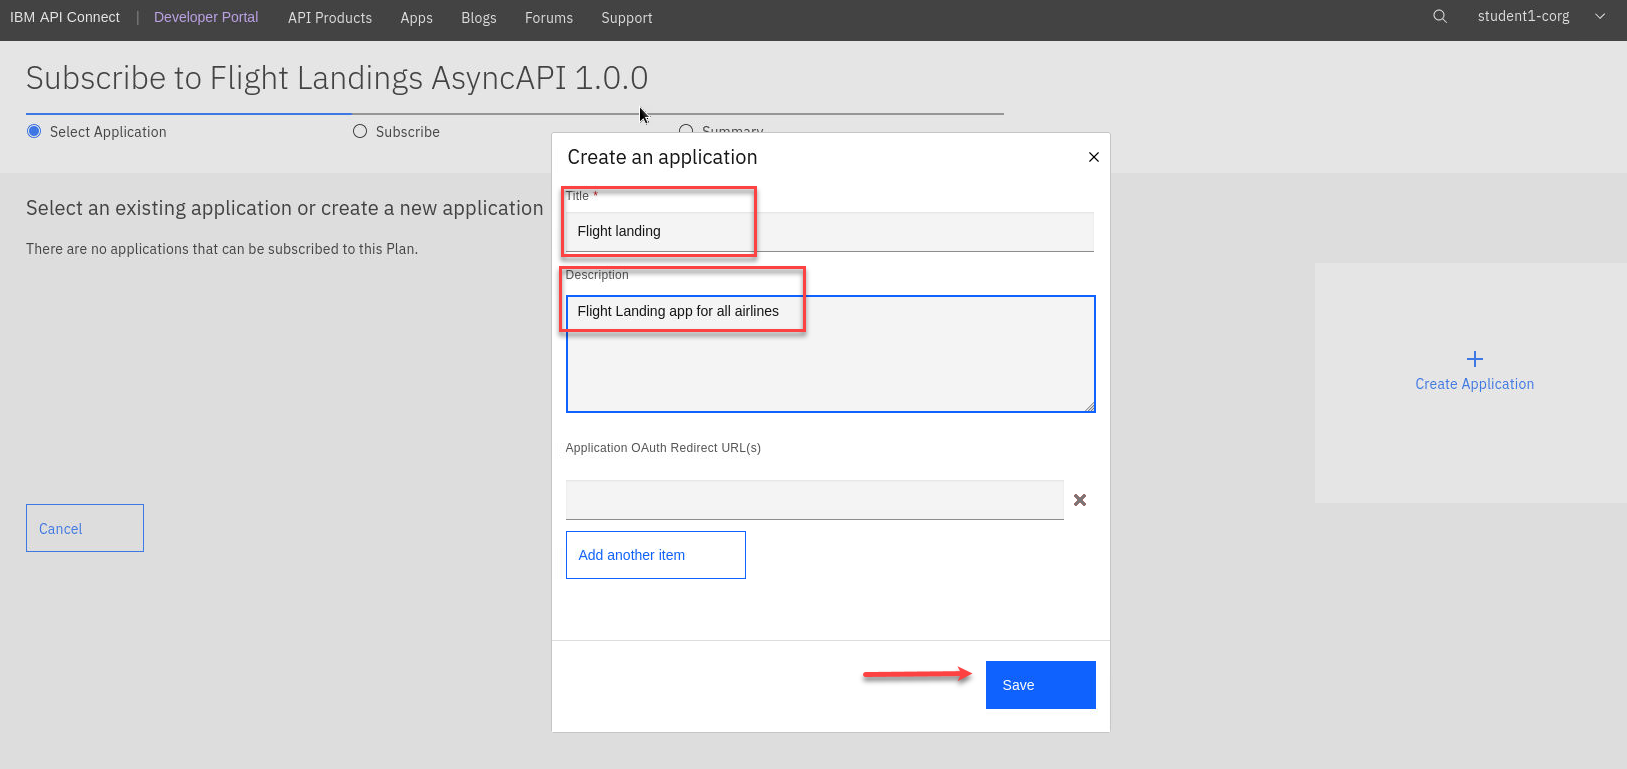 IBM API Connect | Developer Portal API Products Apps Blogs Forums Support student1-corg
Subscribe to Flight Landings AsyncAPI 1.0.0
Select Application Subscribe Summary
Create an application
Title *
Flight landing
Select an existing application or create a new application
There are no applications that can be subscribed to this Plan.
Description
Flight Landing app for all airlines
Create Application
Application OAuth Redirect URL(s)
Cancel
Add another item
Save